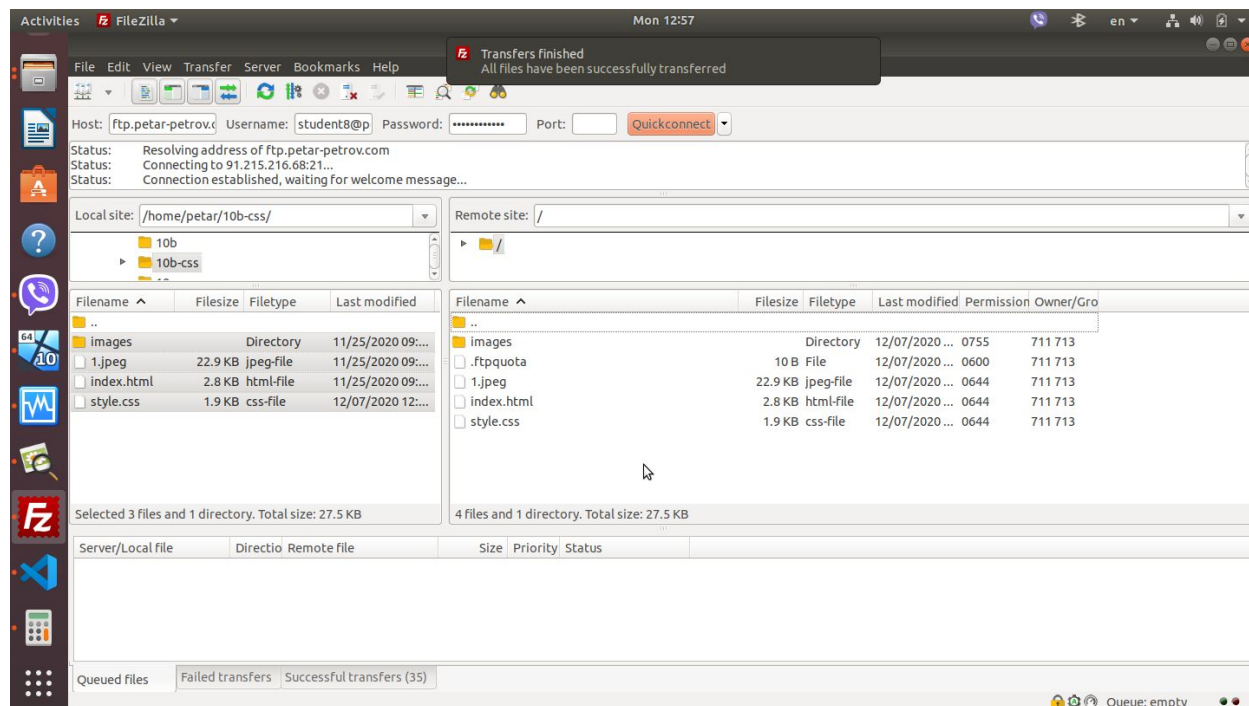 Activities FileZilla Mon 12:57 en
Transfers finished
All files have been successfully transferred
File Edit View Transfer Server Bookmarks Help
Host: ftp.petar-petrov.c Username: student8@p Password: •••••••••••• Port: Quickconnect
Status: Resolving address of ftp.petar-petrov.com
Status: Connecting to 91.215.216.68:21...
Status: Connection established, waiting for welcome message...
Local site: /home/petar/10b-css/ Remote site: /
10b /
10b-css
Filename Filesize Filetype Last modified
..
images Directory 11/25/2020 09:...
1.jpeg 22.9 KB jpeg-file 11/25/2020 09:...
index.html 2.8 KB html-file 11/25/2020 09:...
style.css 1.9 KB css-file 12/07/2020 12:...
Selected 3 files and 1 directory. Total size: 27.5 KB
Filename Filesize Filetype Last modified Permission Owner/Gro
..
images Directory 12/07/2020 ... 0755 711 713
.ftpquota 10 B File 12/07/2020 ... 0600 711 713
1.jpeg 22.9 KB jpeg-file 12/07/2020 ... 0644 711 713
index.html 2.8 KB html-file 12/07/2020 ... 0644 711 713
style.css 1.9 KB css-file 12/07/2020 ... 0644 711 713
4 files and 1 directory. Total size: 27.5 KB
Server/Local file Directio Remote file Size Priority Status
Queued files Failed transfers Successful transfers (35)
Queue: empty
64
10